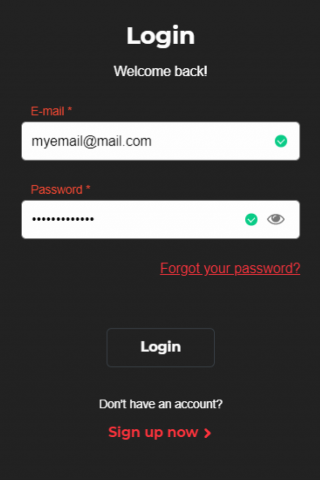 Login
Welcome back!
E-mail *
myemail@mail.com
Password *
•••••••••••••
Forgot your password?
Login
Don't have an account?
Sign up now >